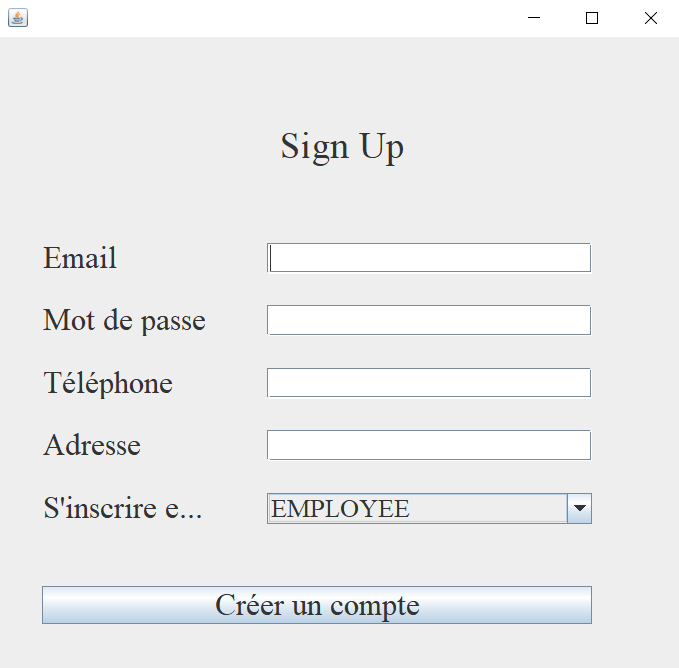 Sign Up
Email
Mot de passe
Téléphone
Adresse
S'inscrire e...
EMPLOYEE
Créer un compte